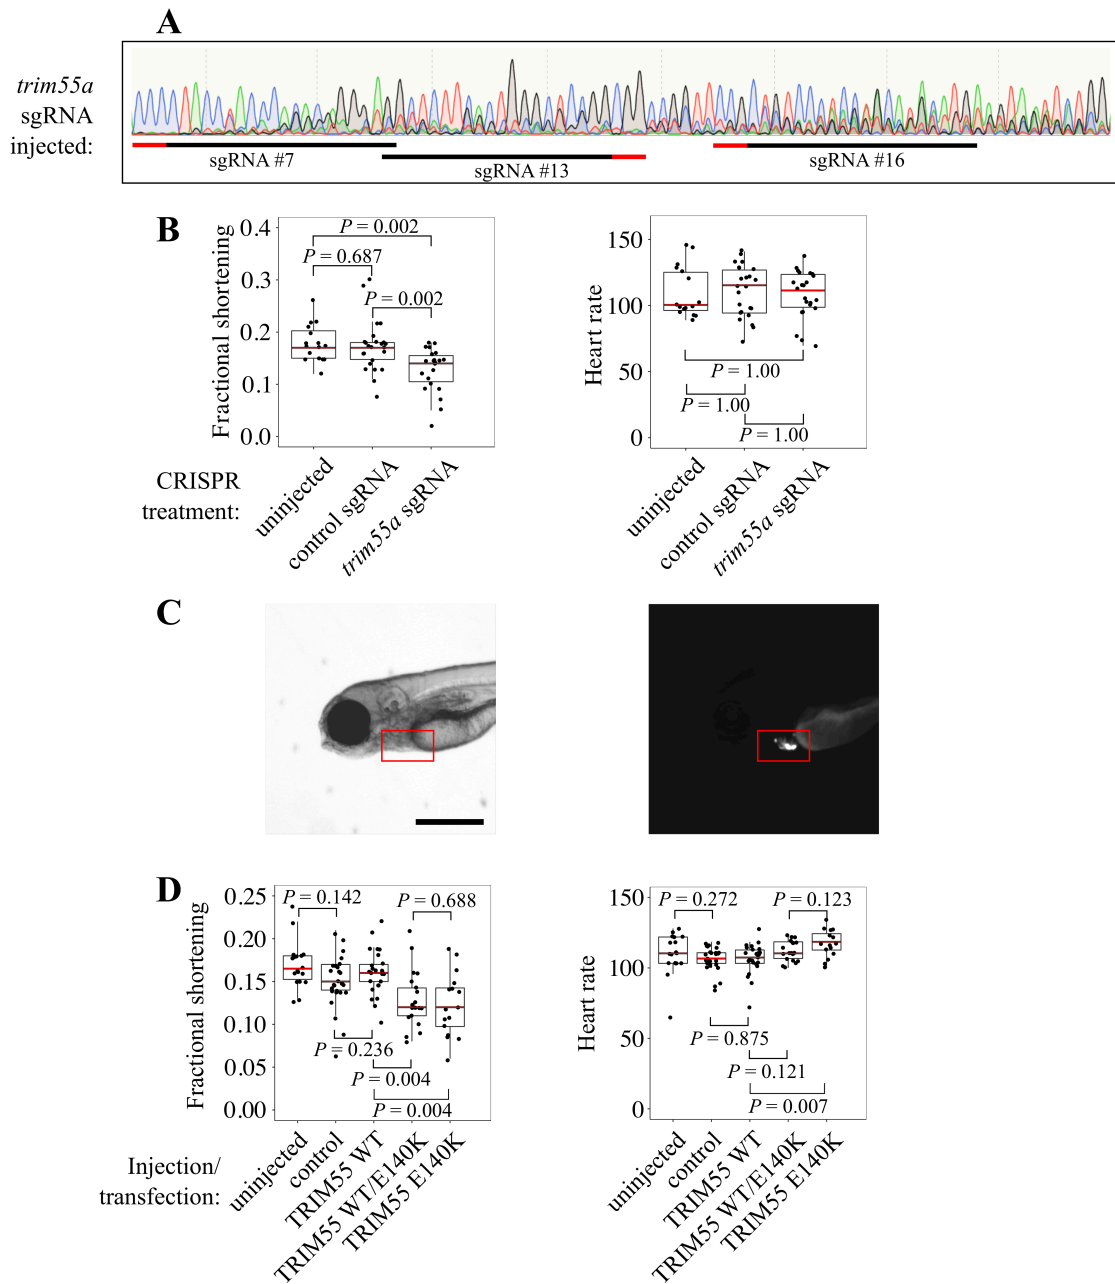 A
trim55a
sgRNA
injected:
sgRNA #7
sgRNA #13
sgRNA #16
B
Fractional shortening
0.4
0.3
0.2
0.1
0.0
P = 0.002
P = 0.687
P = 0.002
CRISPR
treatment:
uninjected
control sgRNA
trim55a sgRNA
Heart rate
150
100
50
0
P = 1.00
P = 1.00
P = 1.00
uninjected
control sgRNA
trim55a sgRNA
C
D
Fractional shortening
0.25
0.20
0.15
0.10
0.05
0.00
P = 0.142
P = 0.688
P = 0.236
P = 0.004
P = 0.004
Injection/
transfection:
uninjected
control
TRIM55 WT
TRIM55 WT/E140K
TRIM55 E140K
Heart rate
150
100
50
0
P = 0.272
P = 0.123
P = 0.875
P = 0.121
P = 0.007
uninjected
control
TRIM55 WT
TRIM55 WT/E140K
TRIM55 E140K